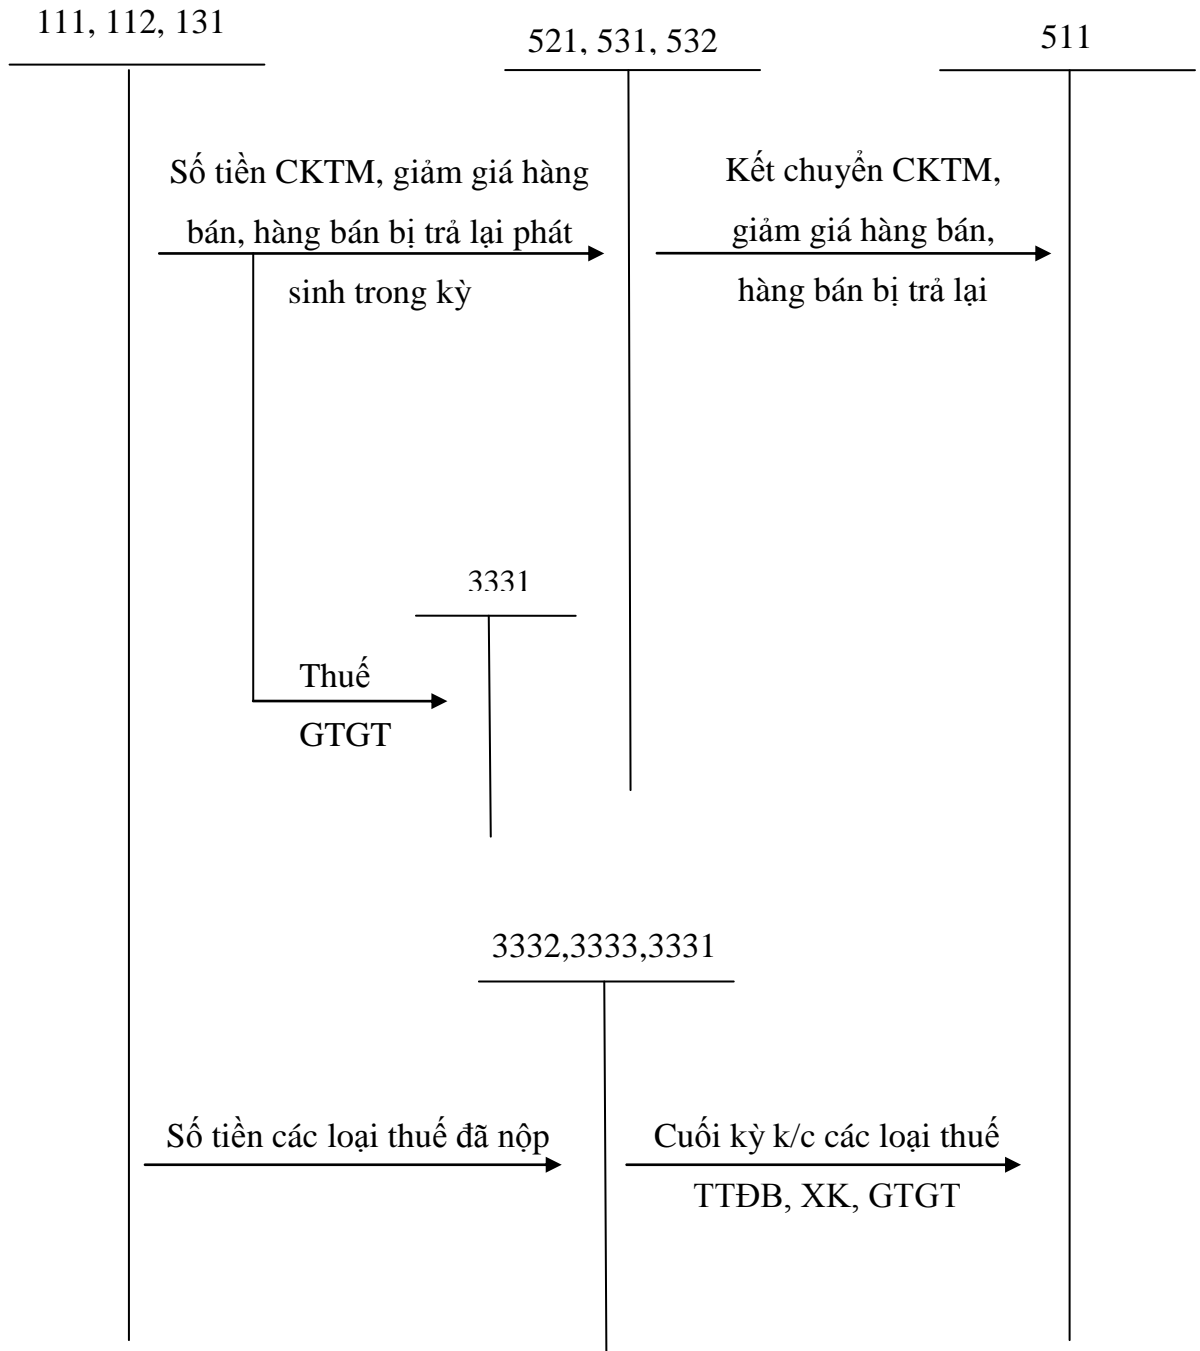 111, 112, 131
521, 531, 532
511
Số tiền CKTM, giảm giá hàng
bán, hàng bán bị trả lại phát
sinh trong kỳ
Kết chuyển CKTM,
giảm giá hàng bán,
hàng bán bị trả lại
3331
Thuế
GTGT
3332,3333,3331
Số tiền các loại thuế đã nộp
Cuối kỳ k/c các loại thuế
TTĐB, XK, GTGT